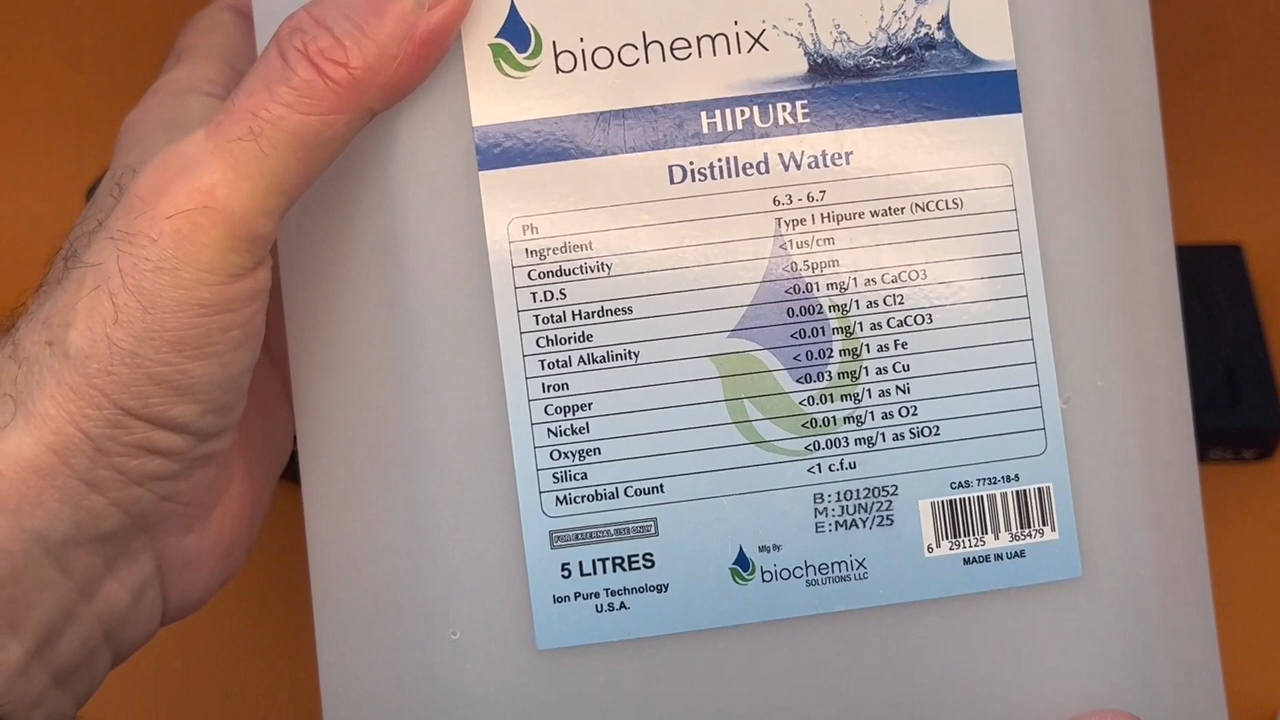 biochemix
HIPURE
Distilled Water
Ph 6.3 - 6.7
Ingredient Type I Hipure water (NCCLS)
Conductivity <1us/cm
T.D.S <0.5ppm
Total Hardness <0.01 mg/1 as CaCO3
Chloride 0.002 mg/1 as Cl2
Total Alkalinity <0.01 mg/1 as CaCO3
Iron < 0.02 mg/1 as Fe
Copper <0.03 mg/1 as Cu
Nickel <0.01 mg/1 as Ni
Oxygen <0.01 mg/1 as O2
Silica <0.003 mg/1 as SiO2
Microbial Count <1 c.f.u
FOR EXTERNAL USE ONLY
5 LITRES
Ion Pure Technology
U.S.A.
B:1012052
M:JUN/22
E:MAY/25
Mfg By:
biochemix
SOLUTIONS LLC
CAS: 7732-18-5
6 291125 365479
MADE IN UAE